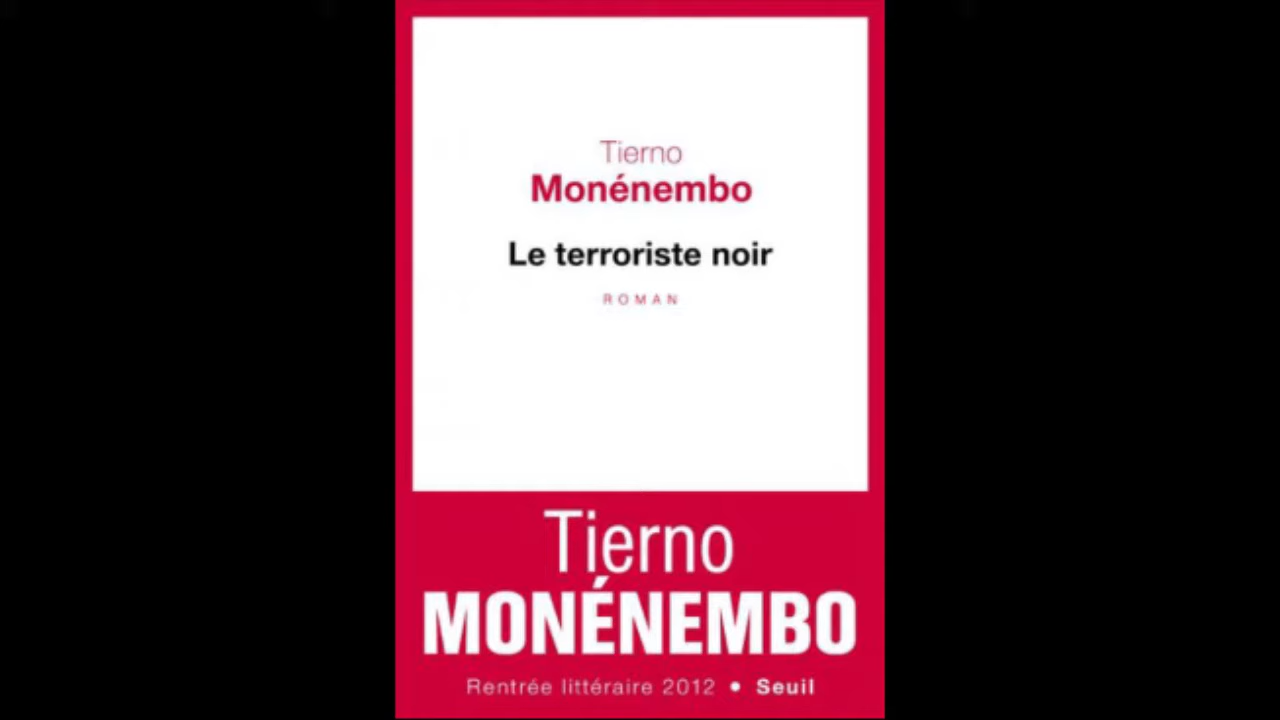 Tierno
Monénembo
Le terroriste noir
ROMAN
Tierno
MONÉNEMBO
Rentrée littéraire 2012 • Seuil